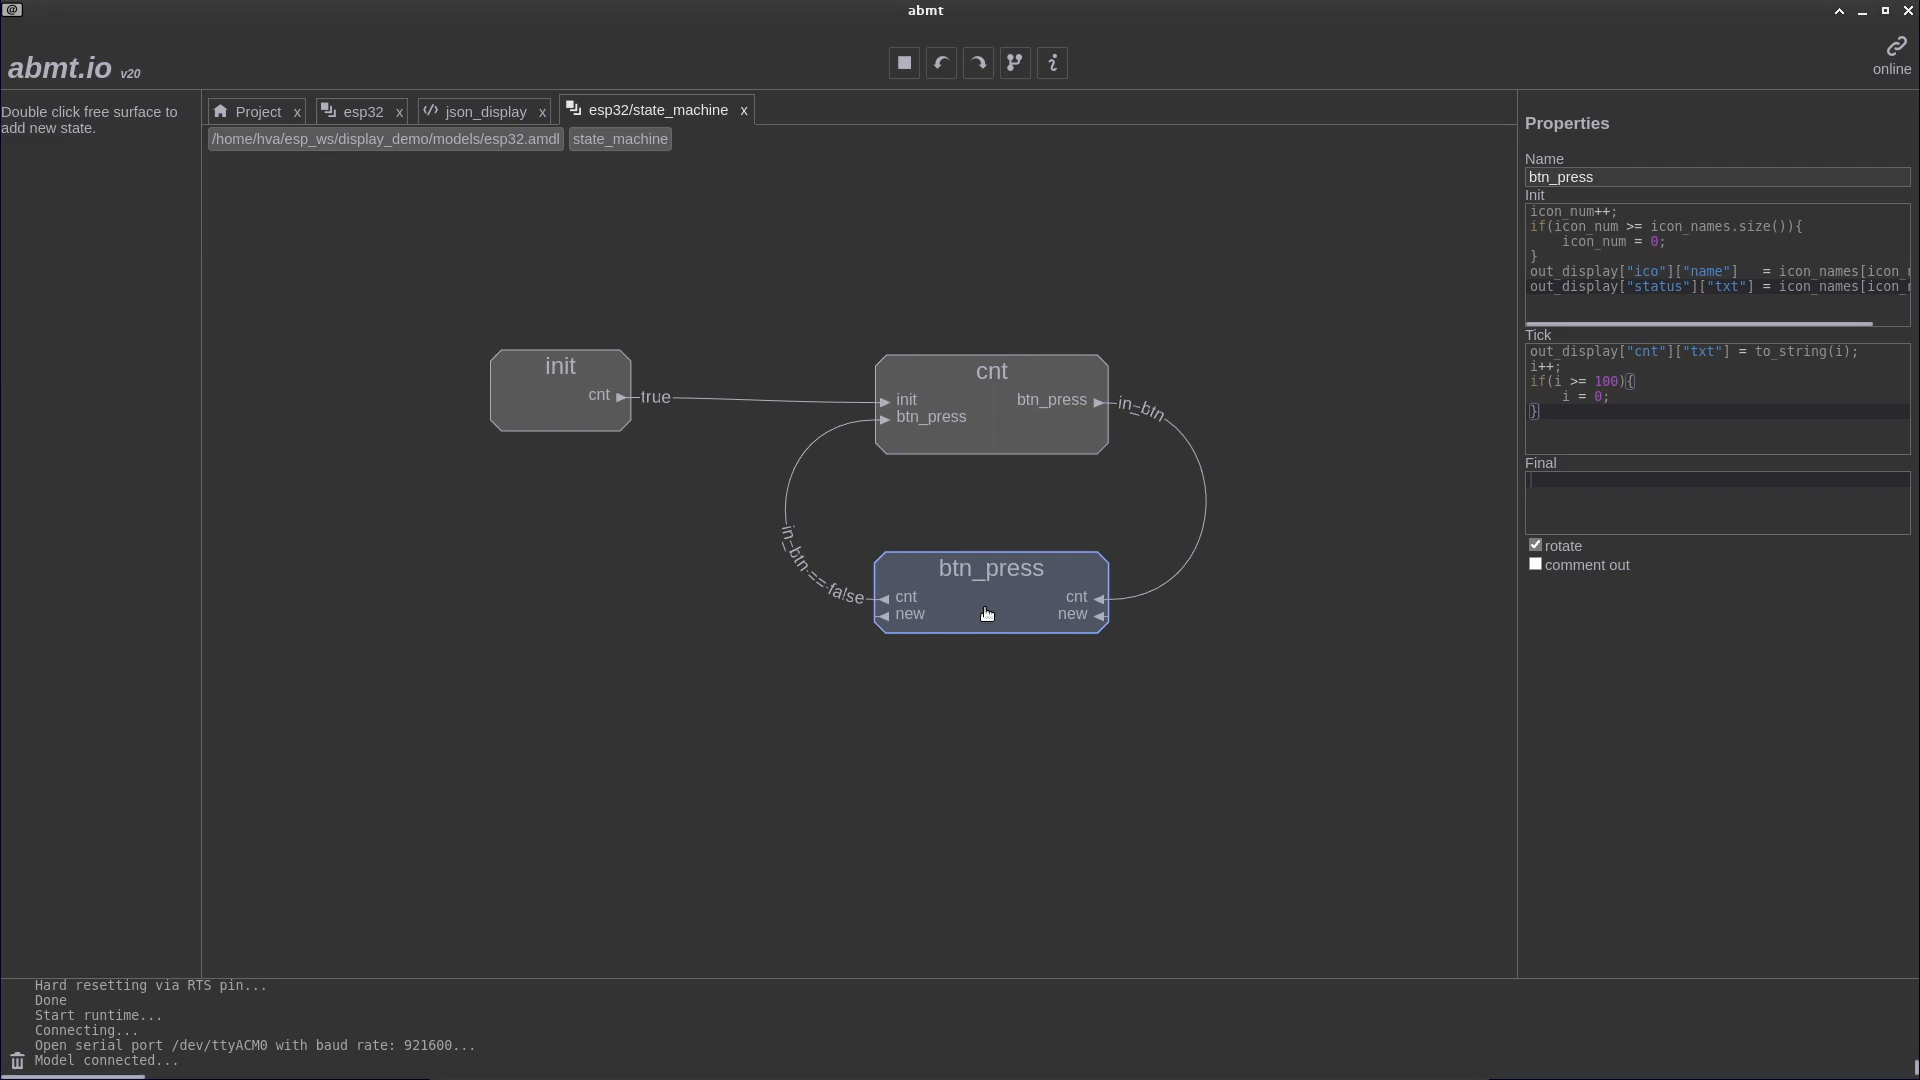 @
abmt
abmt.io v20
online
Double click free surface to
add new state.
Project x
esp32 x
json_display x
esp32/state_machine x
/home/hva/esp_ws/display_demo/models/esp32.amdl state_machine
init
cnt
true
cnt
init
btn_press
btn_press
in_btn
in_btn == false
btn_press
cnt
new
cnt
new
Properties
Name
btn_press
Init
icon_num++;
if(icon_num >= icon_names.size()){
    icon_num = 0;
}
out_display["ico"]["name"]   = icon_names[icon_
out_display["status"]["txt"] = icon_names[icon_
Tick
out_display["cnt"]["txt"] = to_string(i);
i++;
if(i >= 100){
    i = 0;
}
Final
rotate
comment out
Hard resetting via RTS pin...
Done
Start runtime...
Connecting...
Open serial port /dev/ttyACM0 with baud rate: 921600...
Model connected...